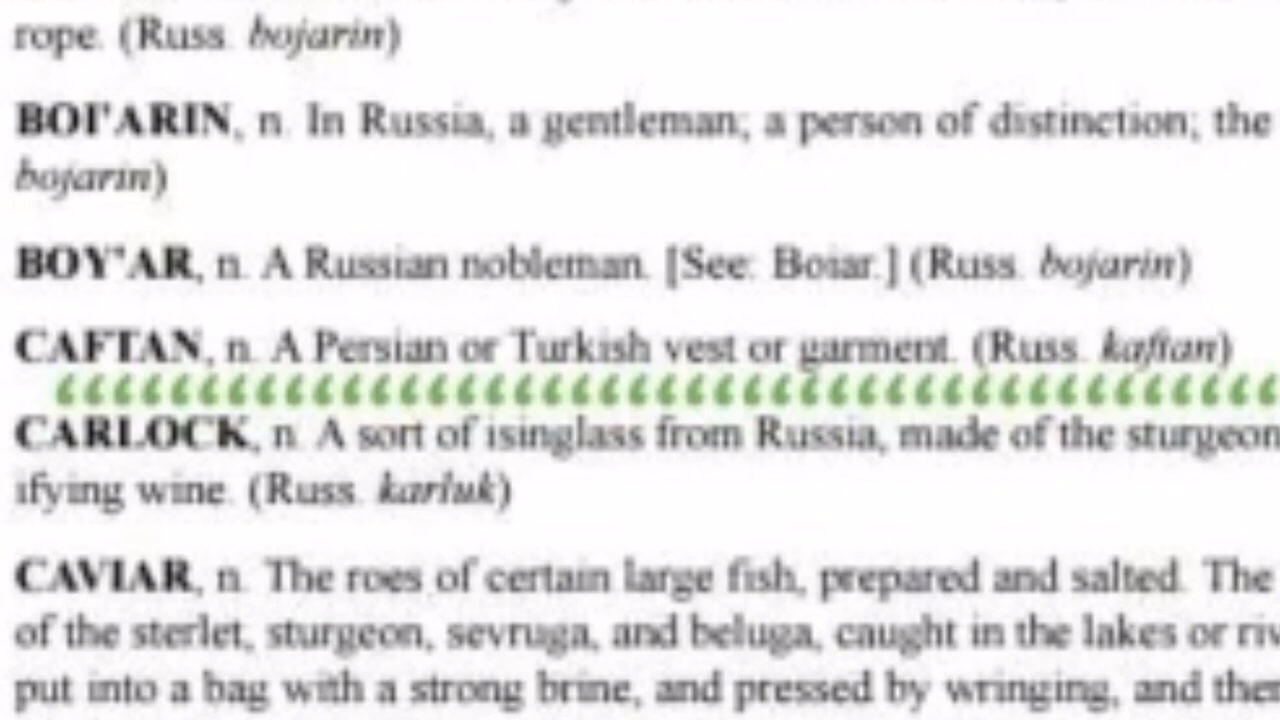 rope. (Russ. bojarin)
BOI'ARIN, n. In Russia, a gentleman; a person of distinction; the
bojarin)
BOY'AR, n. A Russian nobleman. [See: Boiar.] (Russ. bojarin)
CAFTAN, n. A Persian or Turkish vest or garment. (Russ. kaftan)
CARLOCK, n. A sort of isinglass from Russia, made of the sturgeon
ifying wine. (Russ. karluk)
CAVIAR, n. The roes of certain large fish, prepared and salted. The
of the sterlet, sturgeon, sevruga, and beluga, caught in the lakes or riv
put into a bag with a strong brine, and pressed by wringing, and then